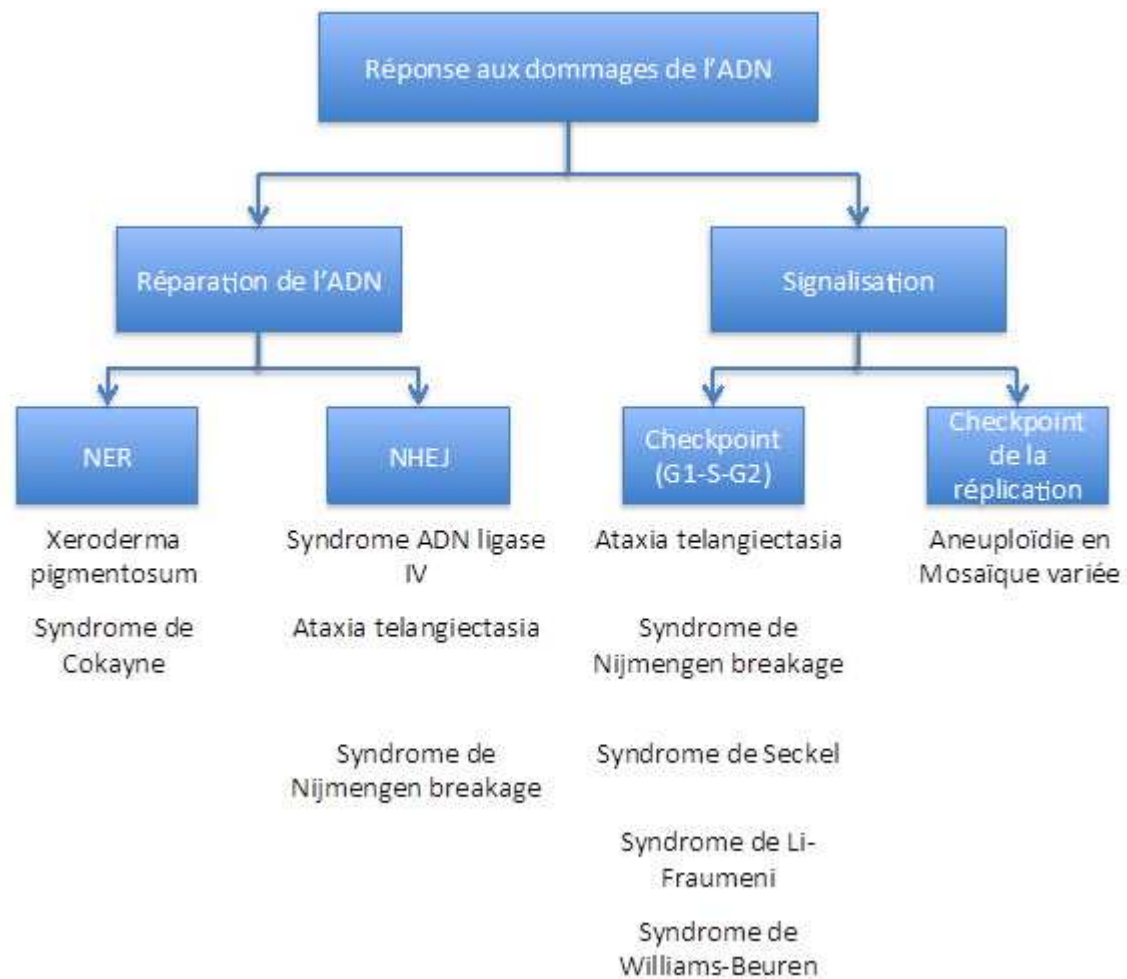 Réponse aux dommages de l'ADN
Réparation de l'ADN
Signalisation
NER
NHEJ
Checkpoint
(G1-S-G2)
Checkpoint
de la
réplication
Xeroderma
pigmentosum
Syndrome de
Cokayne
Syndrome ADN ligase
IV
Ataxia telangiectasia
Syndrome de
Nijmengen breakage
Ataxia telangiectasia
Syndrome de
Nijmengen breakage
Syndrome de Seckel
Syndrome de Li-
Fraumeni
Syndrome de
Williams-Beuren
Aneuploïdie en
Mosaïque variée